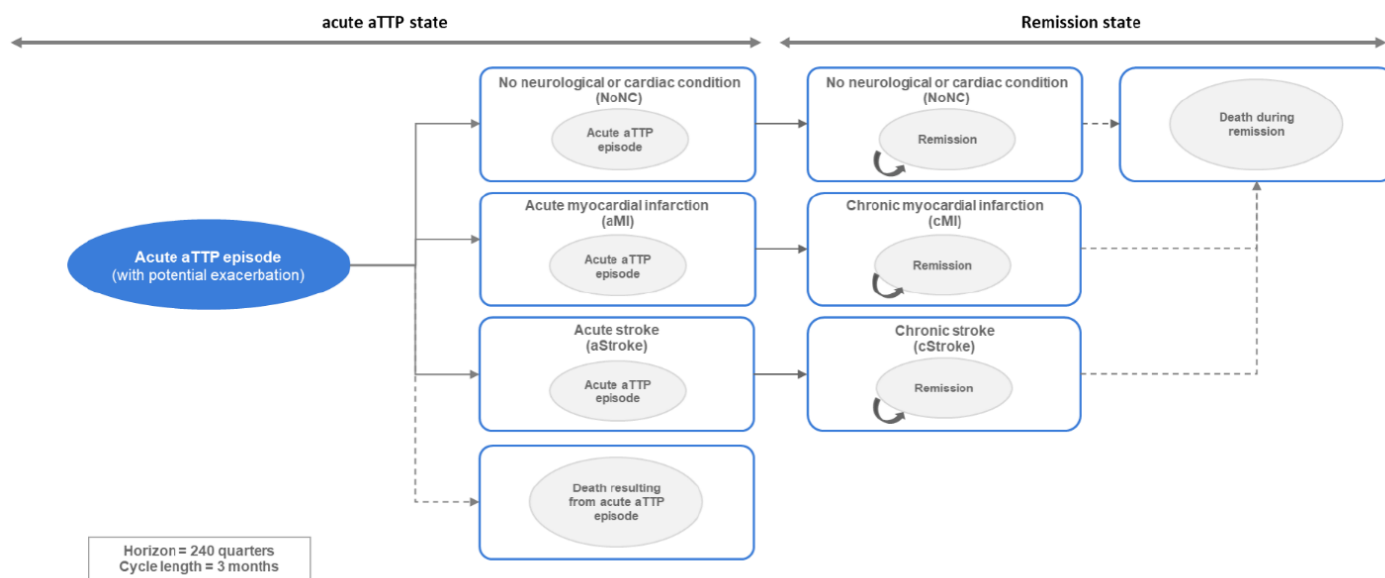 acute aTTP state
Remission state
No neurological or cardiac condition
(NoNC)
Acute aTTP
episode
No neurological or cardiac condition
(NoNC)
Remission
Death during
remission
Acute aTTP episode
(with potential exacerbation)
Acute myocardial infarction
(aMI)
Acute aTTP
episode
Chronic myocardial infarction
(cMI)
Remission
Acute stroke
(aStroke)
Acute aTTP
episode
Chronic stroke
(cStroke)
Remission
Death resulting
from acute aTTP
episode
Horizon = 240 quarters
Cycle length = 3 months